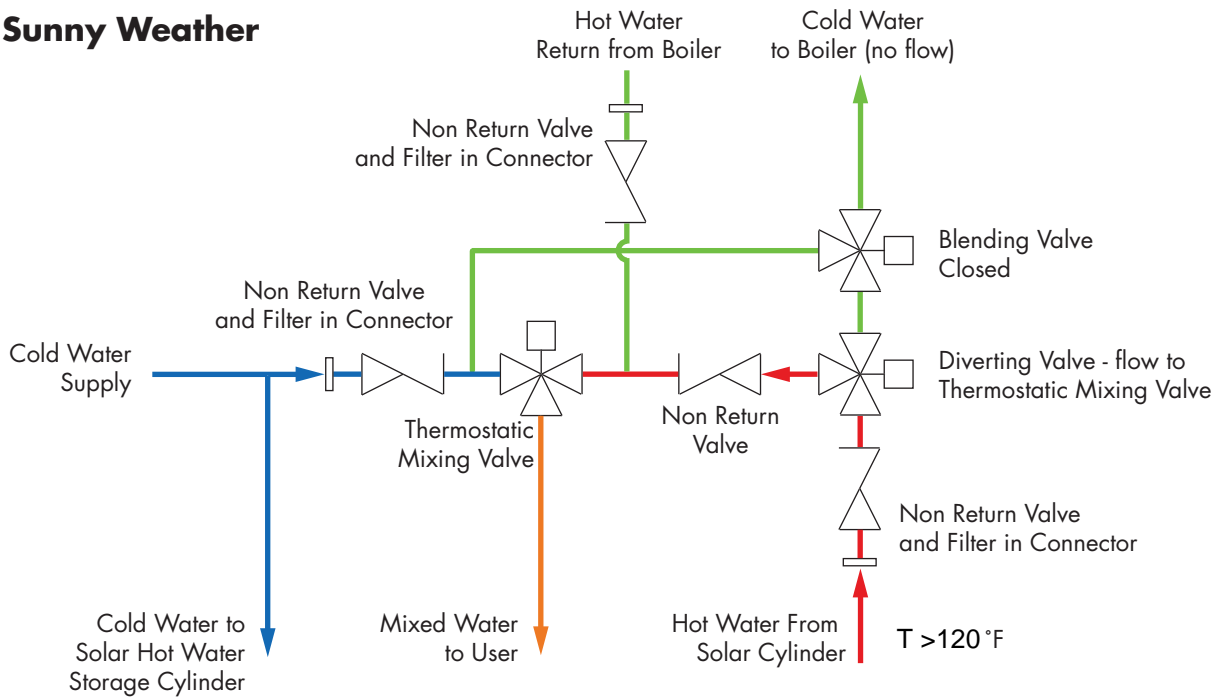 Sunny Weather
Hot Water
Return from Boiler
Cold Water
to Boiler (no flow)
Non Return Valve
and Filter in Connector
Blending Valve
Closed
Non Return Valve
and Filter in Connector
Cold Water
Supply
Diverting Valve - flow to
Thermostatic Mixing Valve
Thermostatic
Mixing Valve
Non Return
Valve
Non Return Valve
and Filter in Connector
Cold Water to
Solar Hot Water
Storage Cylinder
Mixed Water
to User
Hot Water From
Solar Cylinder
T >120 °F